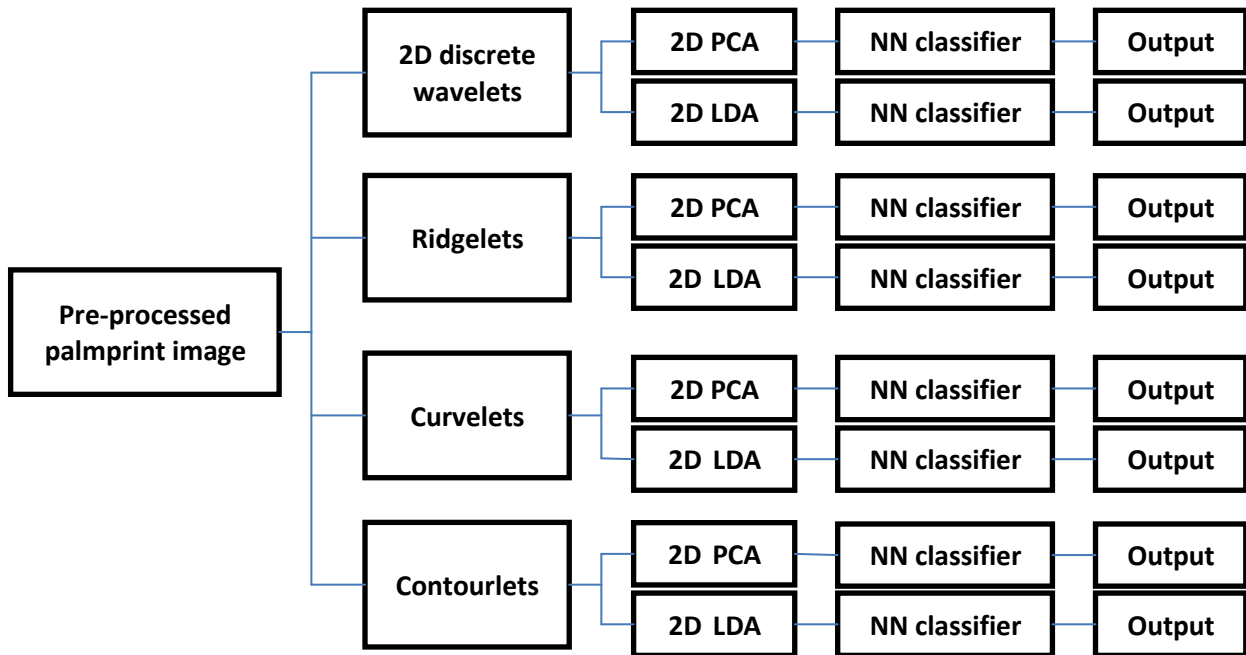 Pre-processed
palmprint image
2D discrete
wavelets
2D PCA
NN classifier
Output
2D LDA
NN classifier
Output
Ridgelets
2D PCA
NN classifier
Output
2D LDA
NN classifier
Output
Curvelets
2D PCA
NN classifier
Output
2D LDA
NN classifier
Output
Contourlets
2D PCA
NN classifier
Output
2D LDA
NN classifier
Output